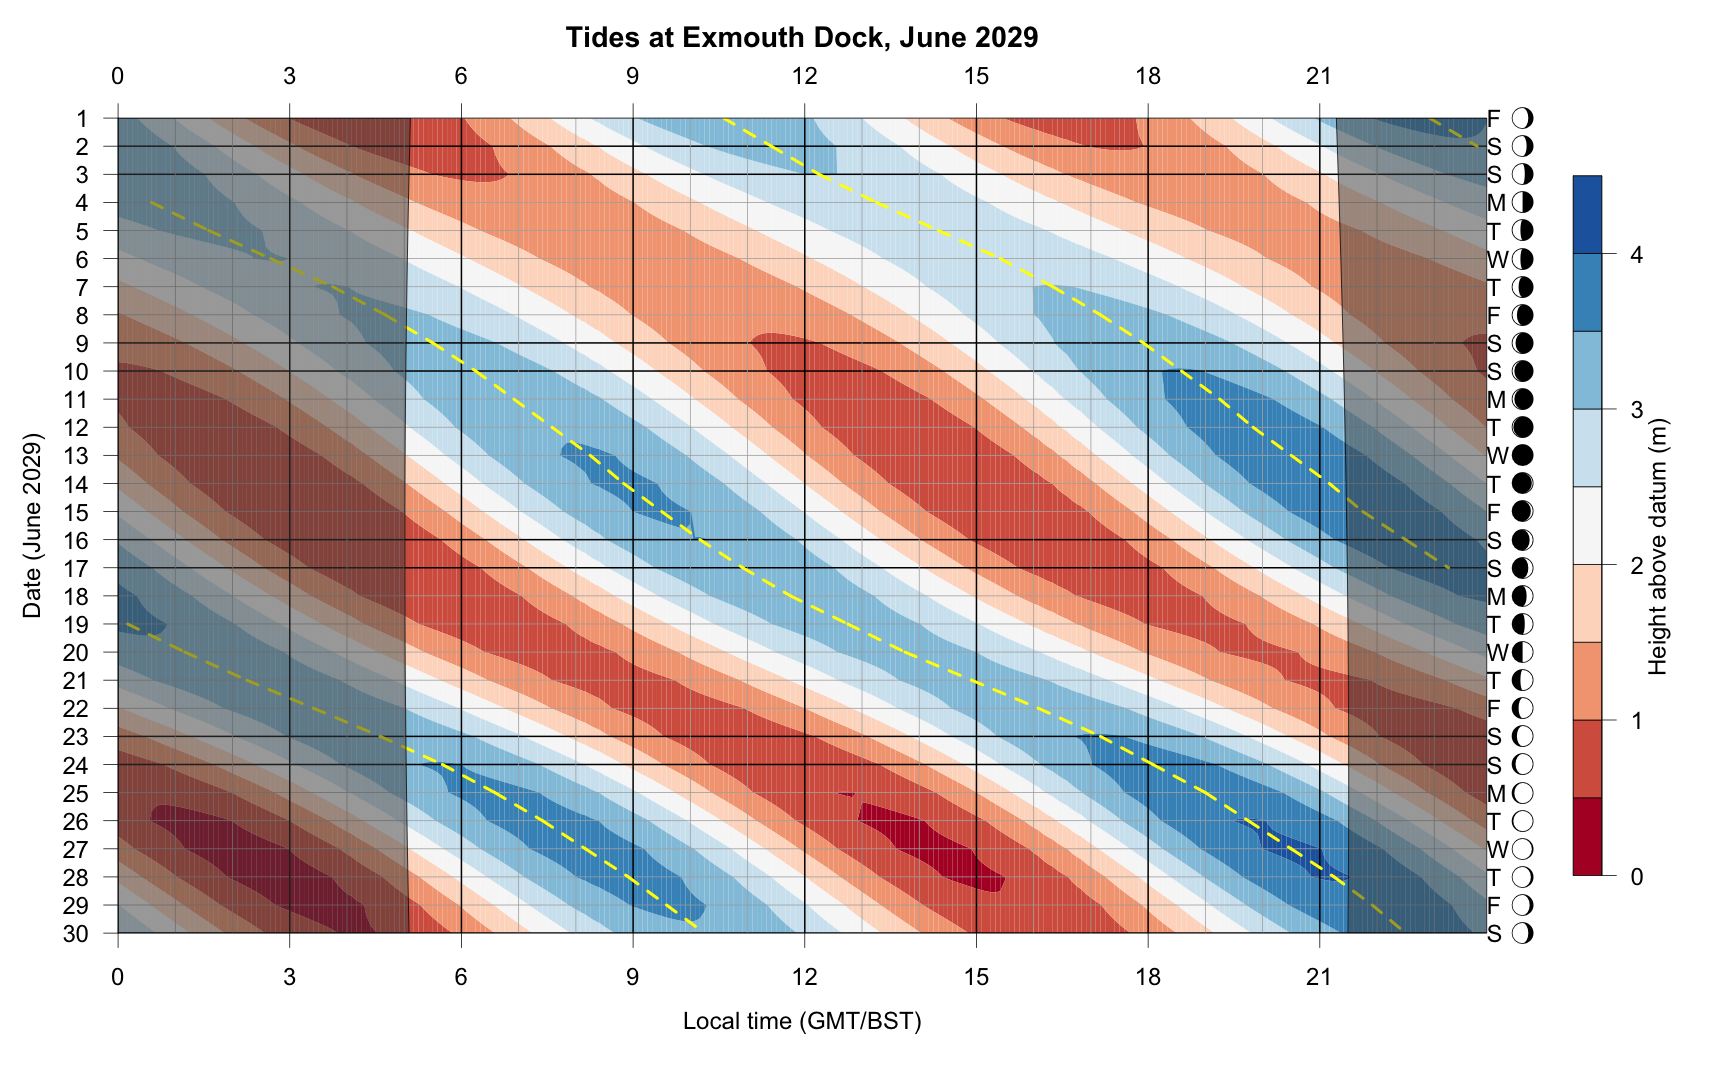 Tides at Exmouth Dock, June 2029
0 3 6 9 12 15 18 21
1 F
2 S
3 S
4 M
5 T
6 W
7 T
8 F
9 S
10 S
11 M
12 T
13 W
14 T
15 F
16 S
17 S
18 M
19 T
20 W
21 T
22 F
23 S
24 S
25 M
26 T
27 W
28 T
29 F
30 S
0 3 6 9 12 15 18 21
Local time (GMT/BST)
Date (June 2029)
4
3
2
1
0
Height above datum (m)